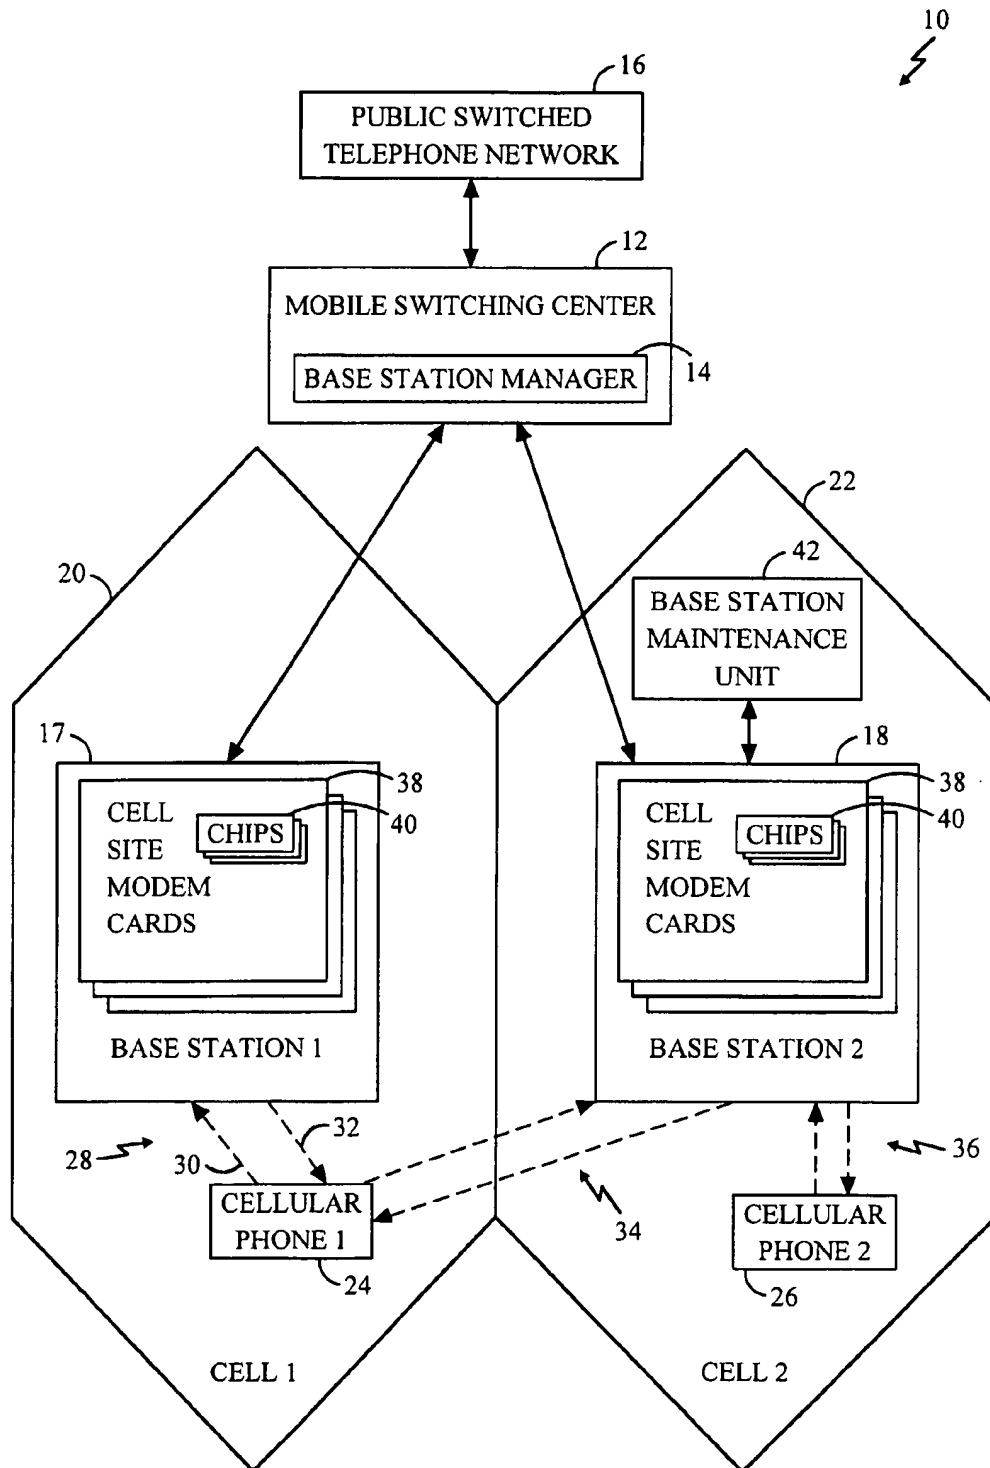 10
16
PUBLIC SWITCHED
TELEPHONE NETWORK
12
MOBILE SWITCHING CENTER
BASE STATION MANAGER
14
22
20
42
BASE STATION
MAINTENANCE
UNIT
17
38
CELL
SITE
MODEM
CARDS
CHIPS
40
BASE STATION 1
18
38
CELL
SITE
MODEM
CARDS
CHIPS
40
BASE STATION 2
28
30
32
34
36
CELLULAR
PHONE 1
24
CELLULAR
PHONE 2
26
CELL 1
CELL 2